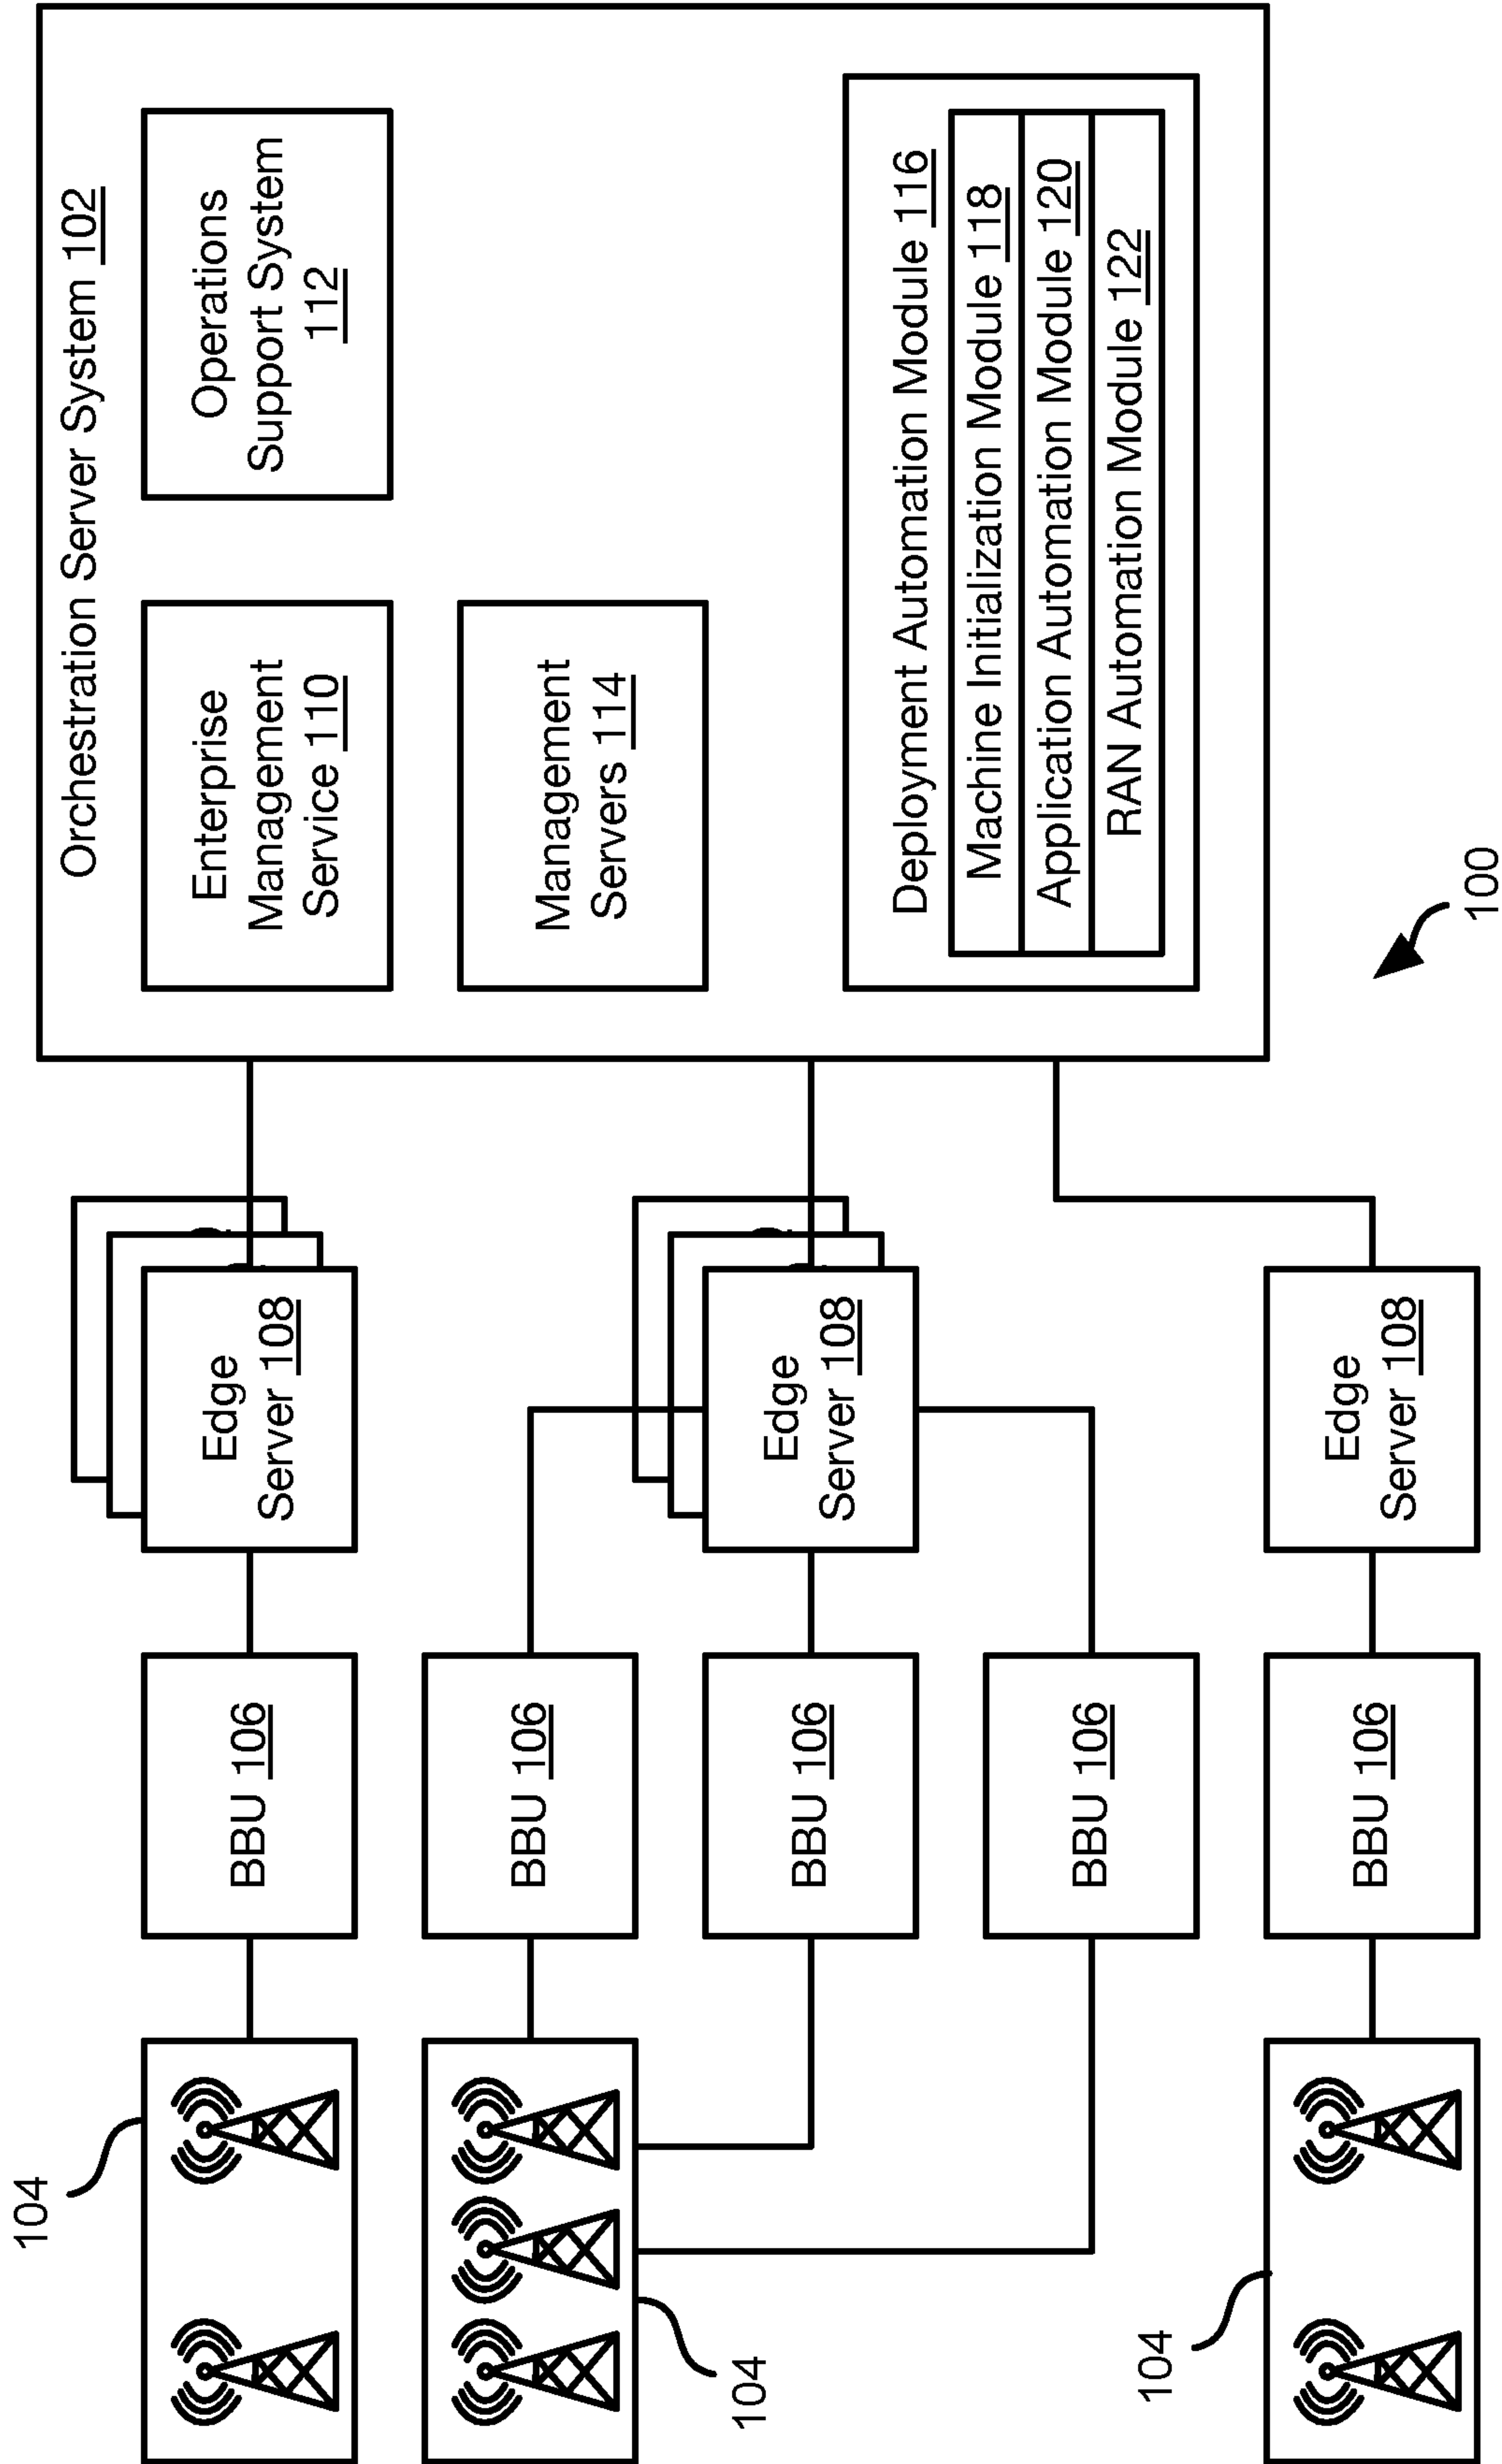 104
104
104
BBU 106
BBU 106
BBU 106
BBU 106
BBU 106
Edge
Server 108
Edge
Server 108
Edge
Server 108
Orchestration Server System 102
Enterprise
Management
Service 110
Operations
Support System
112
Management
Servers 114
Deployment Automation Module 116
Machine Initialization Module 118
Application Automation Module 120
RAN Automation Module 122
100